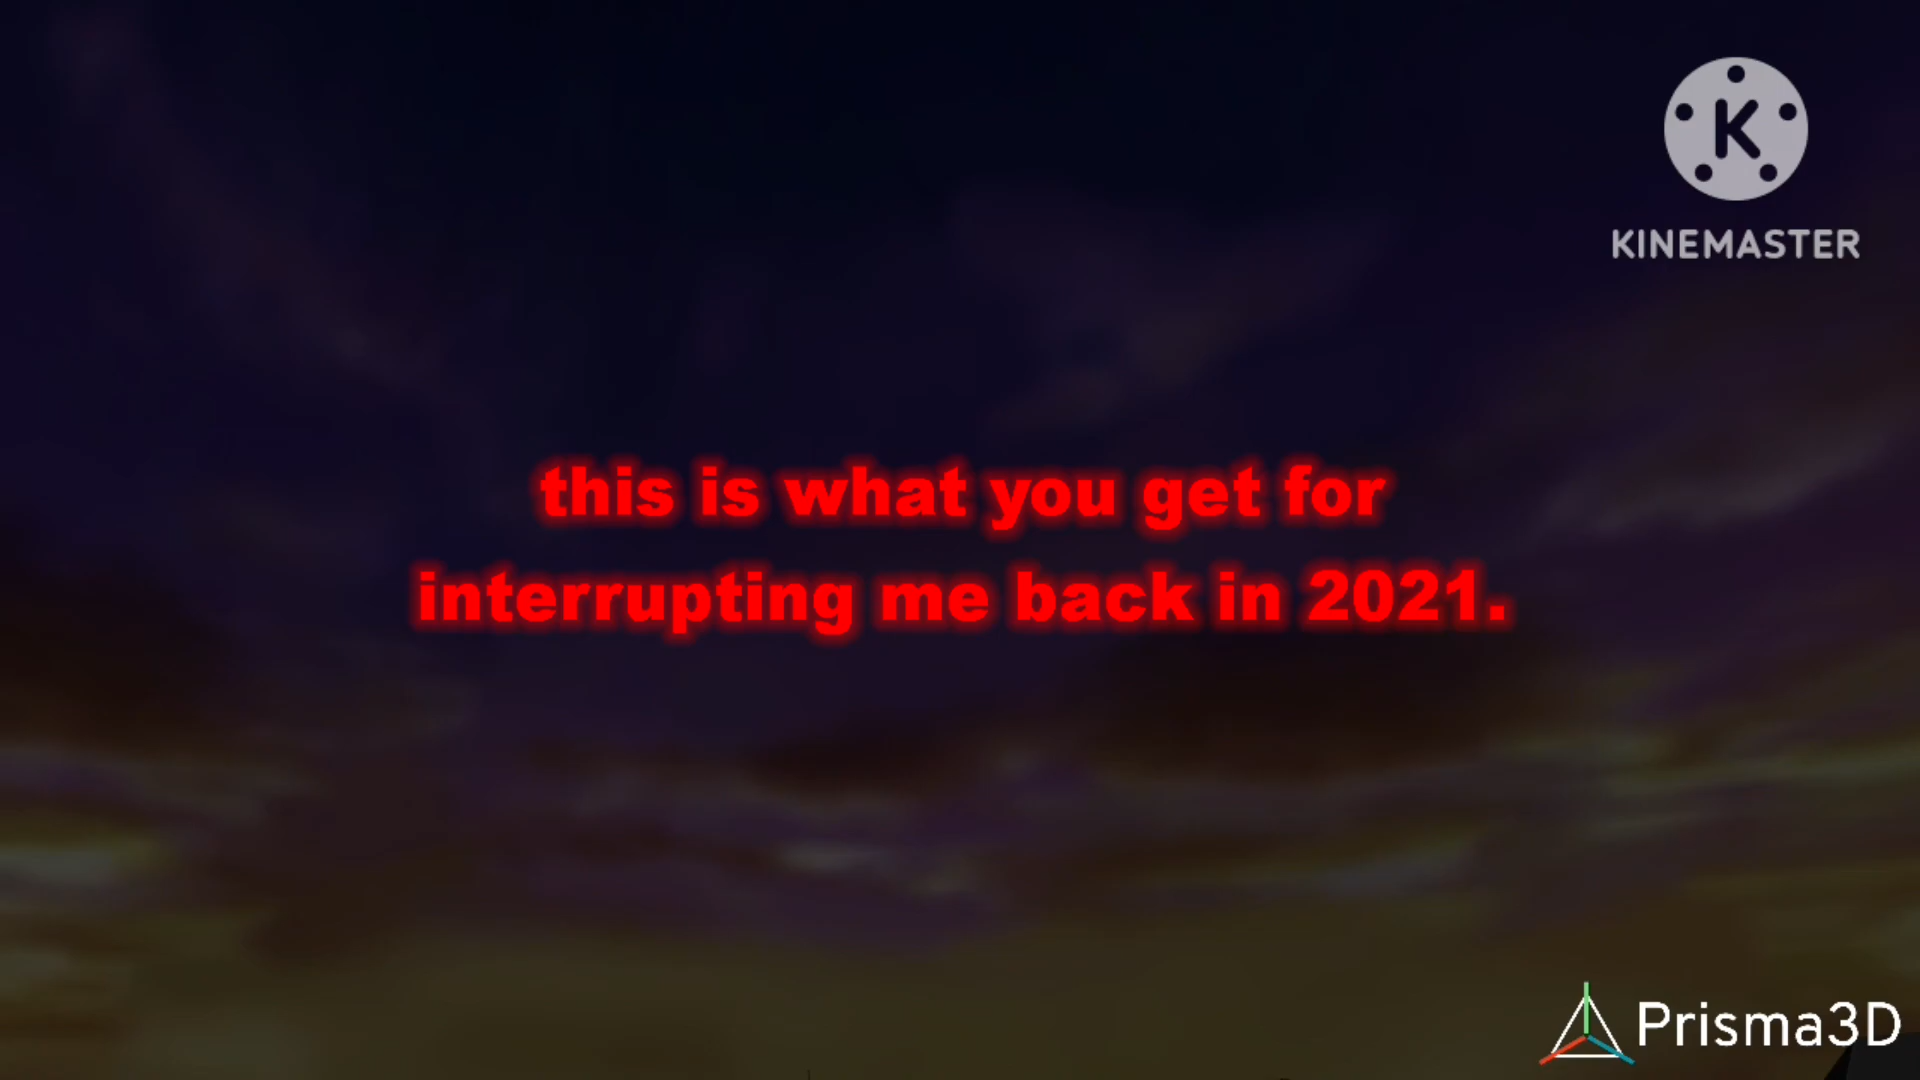 K
KINEMASTER
this is what you get for
interrupting me back in 2021.
Prisma3D